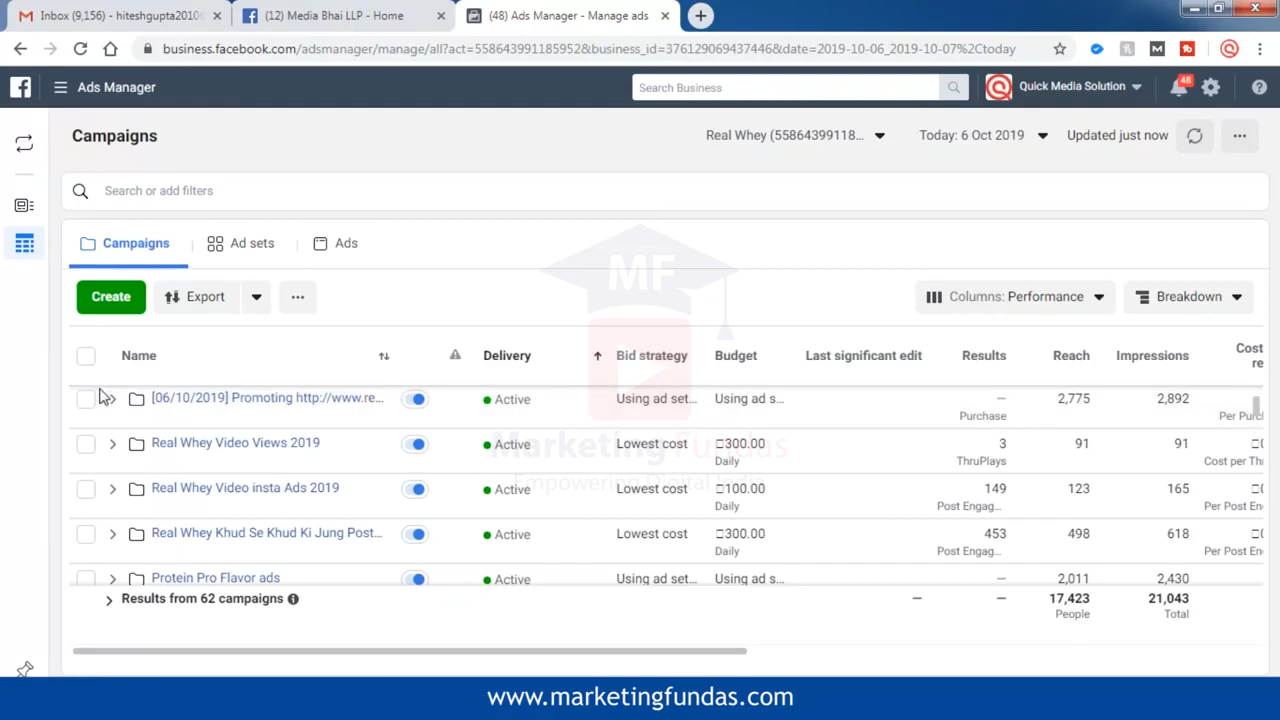 Inbox (9,156) - hiteshgupta2010
(12) Media Bhai LLP - Home
(48) Ads Manager - Manage ads
business.facebook.com/adsmanager/manage/all?act=558643991185952&business_id=376129069437446&date=2019-10-06_2019-10-07%2Ctoday
Ads Manager
Search Business
Quick Media Solution
48
Campaigns
Real Whey (55864399118...
Today: 6 Oct 2019
Updated just now
Search or add filters
Campaigns
Ad sets
Ads
MF
Create
Export
Columns: Performance
Breakdown
Name
Delivery
Bid strategy
Budget
Last significant edit
Results
Reach
Impressions
Cost
re
[06/10/2019] Promoting http://www.re...
Active
Using ad set...
Using ad s...
—
2,775
2,892
Purchase
Per Purc
Real Whey Video Views 2019
Active
Lowest cost
300.00
3
91
91
Marketing Fundas
Daily
ThruPlays
Cost per Thr
Empowering Digital India
Real Whey Video insta Ads 2019
Active
Lowest cost
100.00
149
123
165
Daily
Post Engag...
Per Post En
Real Whey Khud Se Khud Ki Jung Post...
Active
Lowest cost
300.00
453
498
618
Daily
Post Engag...
Per Post En
Protein Pro Flavor ads
Active
Using ad set...
Using ad s...
—
2,011
2,430
Results from 62 campaigns
—
—
17,423
21,043
People
Total
www.marketingfundas.com